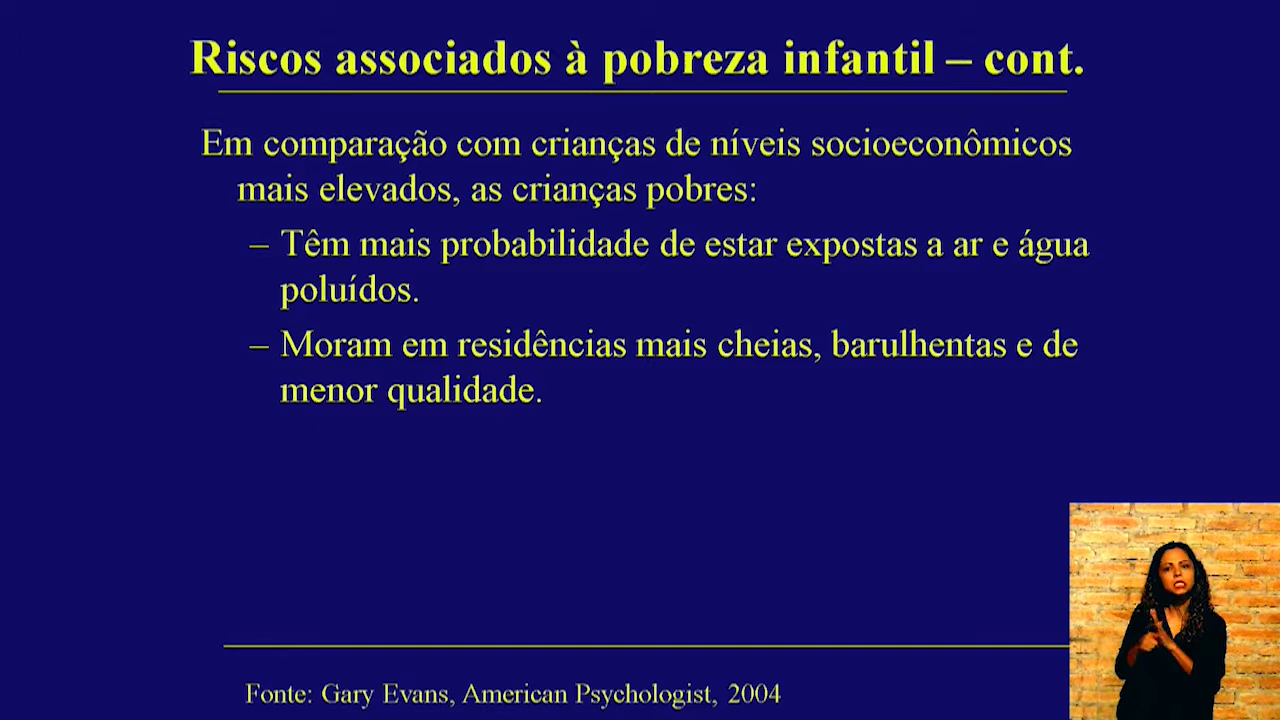 Riscos associados à pobreza infantil – cont.
Em comparação com crianças de níveis socioeconômicos
mais elevados, as crianças pobres:
– Têm mais probabilidade de estar expostas a ar e água
poluídos.
– Moram em residências mais cheias, barulhentas e de
menor qualidade.
Fonte: Gary Evans, American Psychologist, 2004